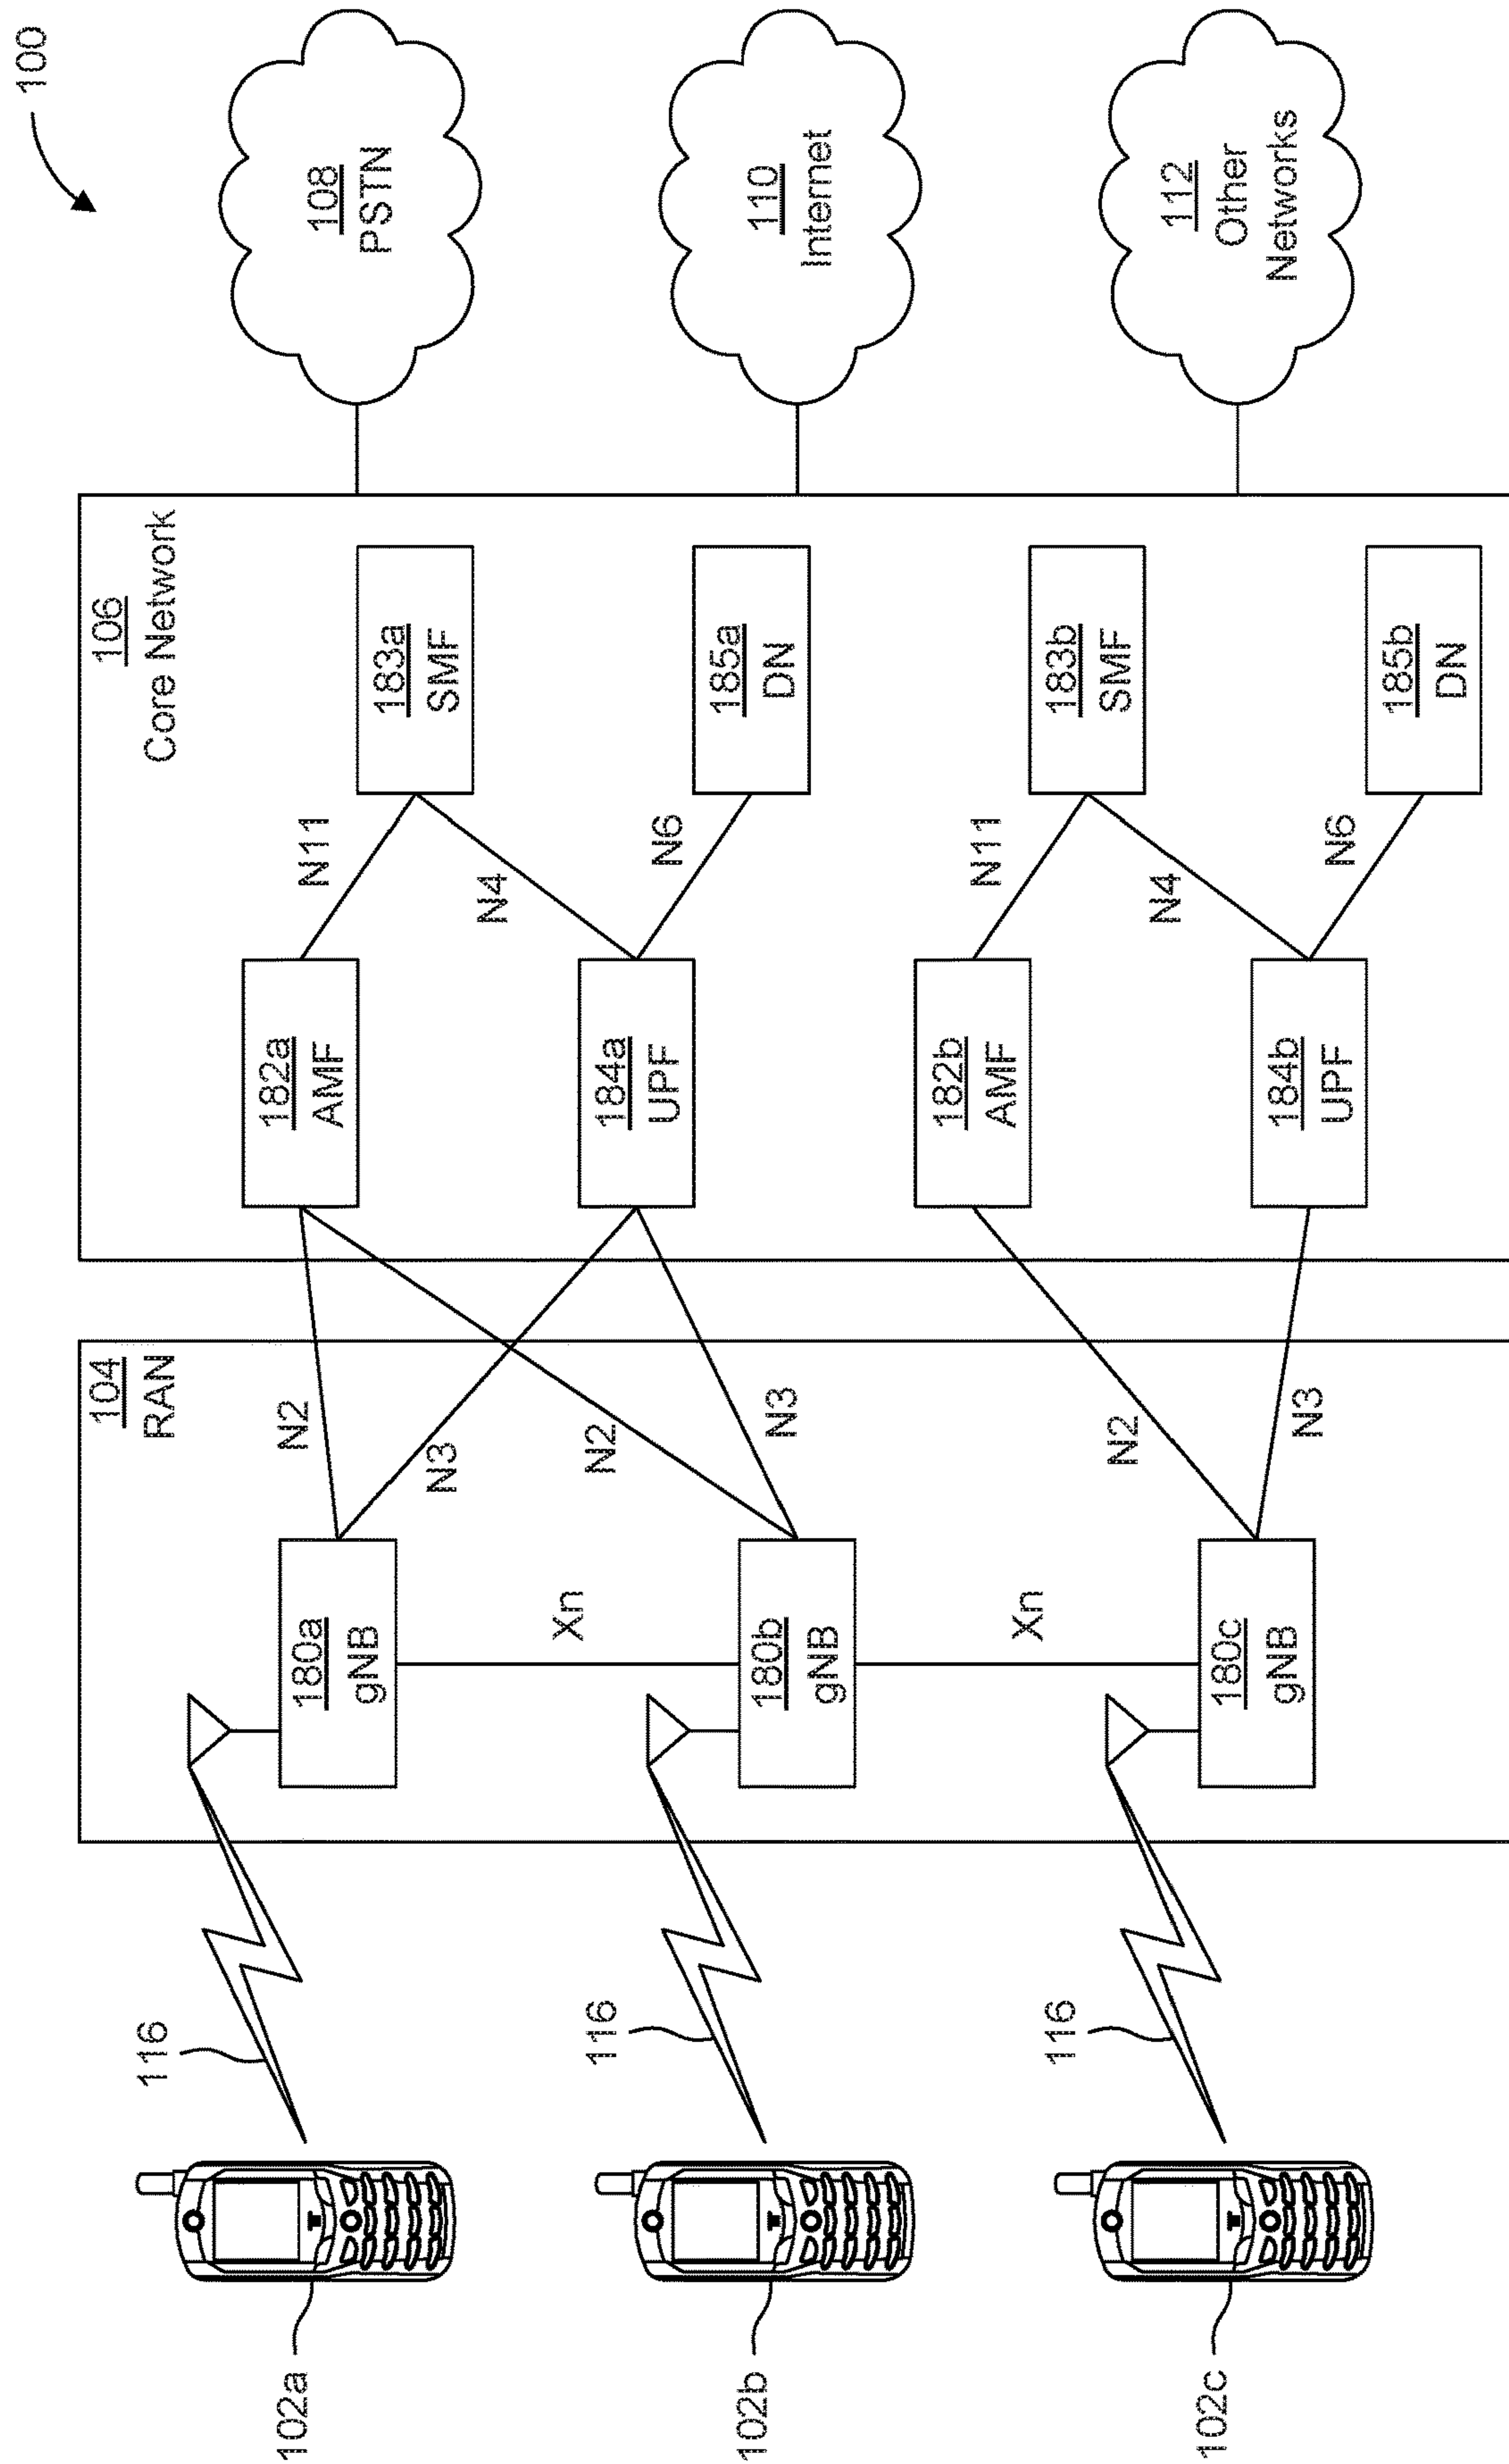 100
106
Core Network
104
RAN
108
PSTN
110
Internet
112
Other
Networks
182a
AMF
183a
SMF
184a
UPF
185a
DN
182b
AMF
183b
SMF
184b
UPF
185b
DN
N11
N4
N6
N11
N4
N6
N2
N3
N2
N3
N2
N3
180a
gNB
Xn
180b
gNB
Xn
180c
gNB
116
116
116
102a
102b
102c